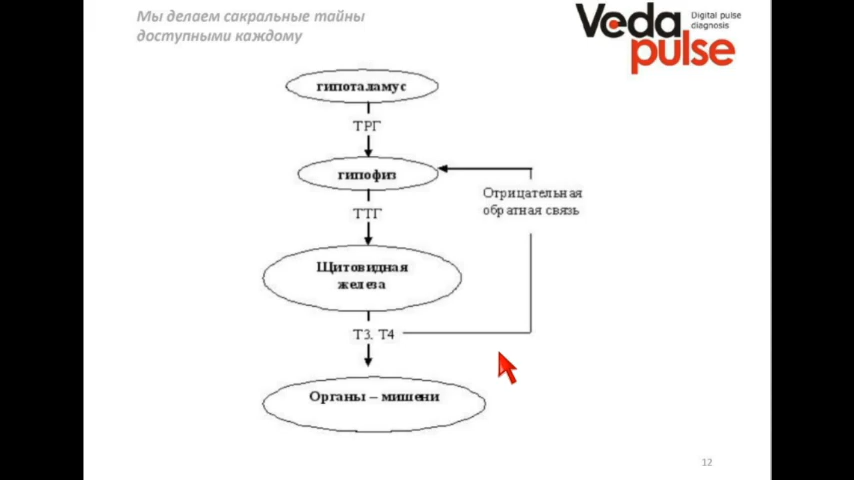 Мы делаем сакральные тайны
доступными каждому
Veda
pulse
Digital pulse
diagnosis
гипоталамус
ТРГ
гипофиз
Отрицательная
обратная связь
ТТГ
Щитовидная
железа
Т3. Т4
Органы – мишени
12